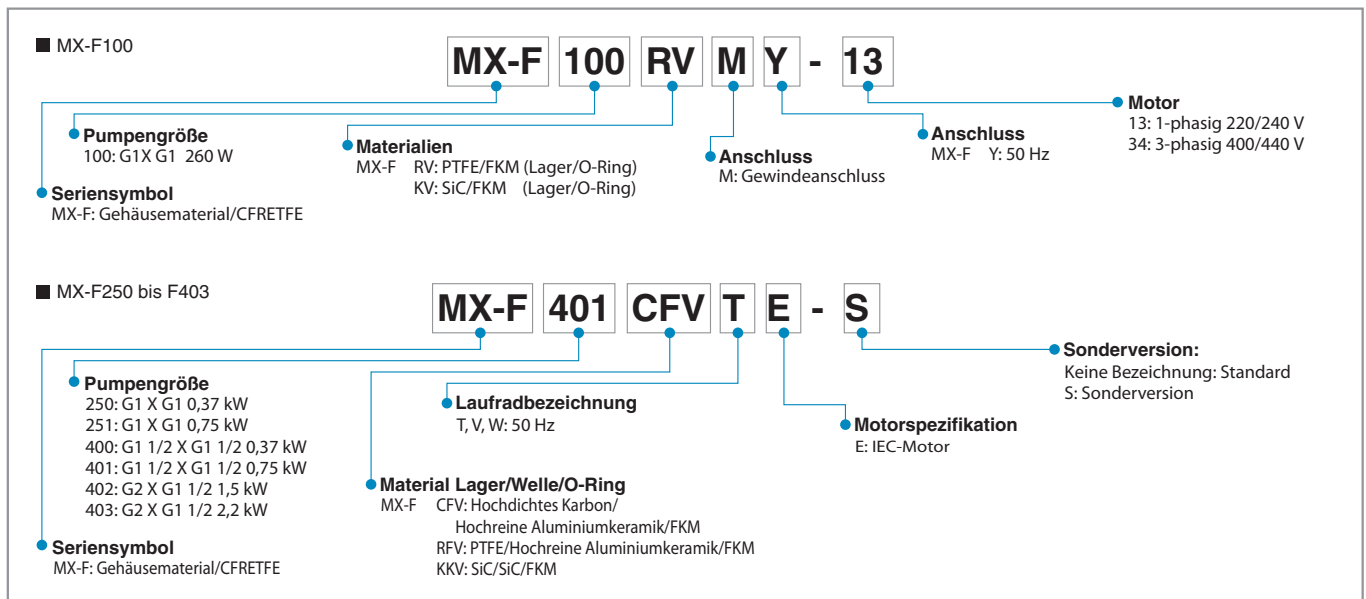 MX-F100
MX-F 100 RV M Y - 13
Motor
13: 1-phasig 220/240 V
34: 3-phasig 400/440 V
Anschluss
MX-F Y: 50 Hz
Anschluss
M: Gewindeanschluss
Materialien
MX-F RV: PTFE/FKM (Lager/O-Ring)
KV: SiC/FKM (Lager/O-Ring)
Pumpengröße
100: G1X G1 260 W
Seriensymbol
MX-F: Gehäusematerial/CFRETFE
MX-F250 bis F403
MX-F 401 CFV T E - S
Sonderversion:
Keine Bezeichnung: Standard
S: Sonderversion
Motorspezifikation
E: IEC-Motor
Laufradbezeichnung
T, V, W: 50 Hz
Pumpengröße
250: G1 X G1 0,37 kW
251: G1 X G1 0,75 kW
400: G1 1/2 X G1 1/2 0,37 kW
401: G1 1/2 X G1 1/2 0,75 kW
402: G2 X G1 1/2 1,5 kW
403: G2 X G1 1/2 2,2 kW
Material Lager/Welle/O-Ring
MX-F CFV: Hochdichtes Karbon/
Hochreine Aluminiumkeramik/FKM
RFV: PTFE/Hochreine Aluminiumkeramik/FKM
KKV: SiC/SiC/FKM
Seriensymbol
MX-F: Gehäusematerial/CFRETFE